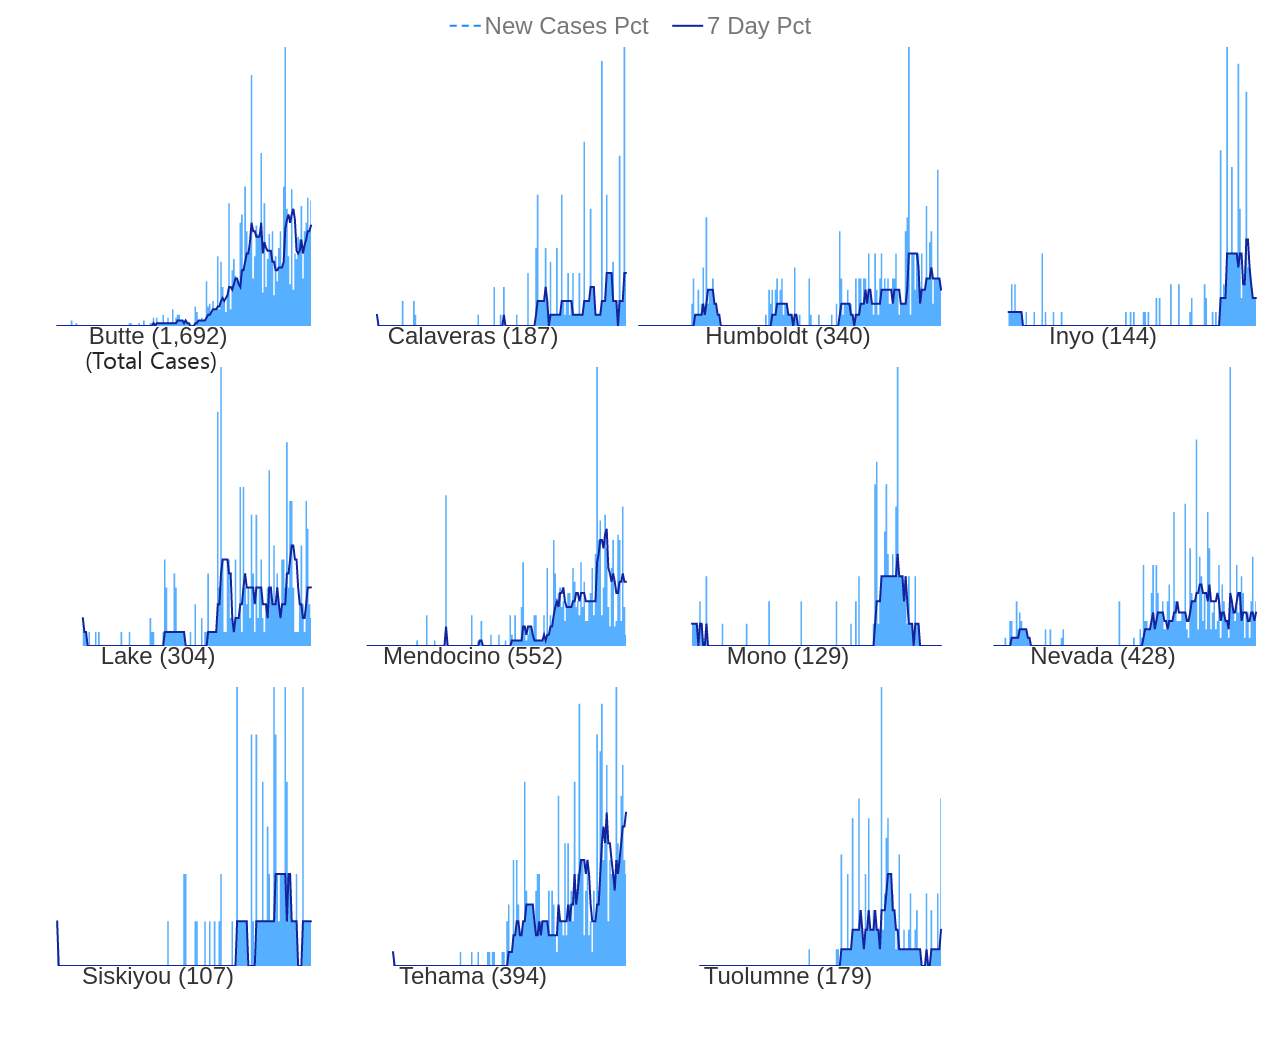 New Cases Pct 7 Day Pct
Butte (1,692) Calaveras (187) Humboldt (340) Inyo (144)
(Total Cases)
Lake (304) Mendocino (552) Mono (129) Nevada (428)
Siskiyou (107) Tehama (394) Tuolumne (179)